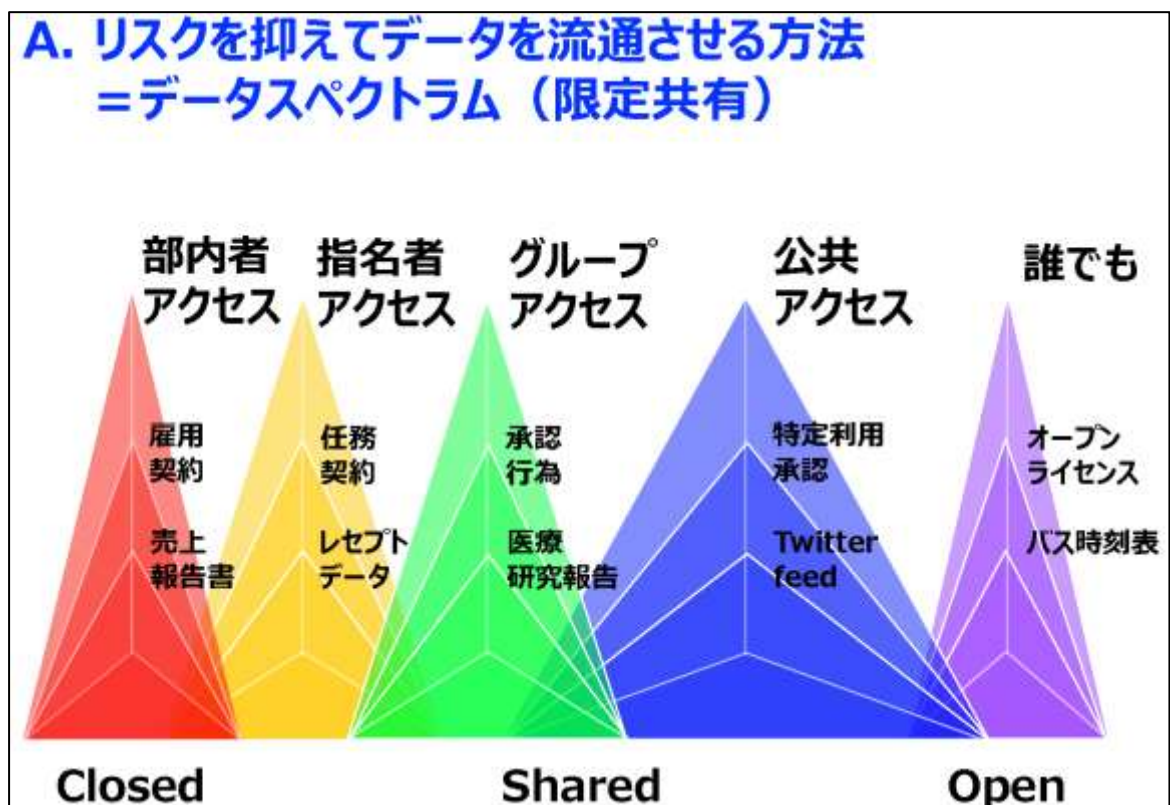 A. リスクを抑えてデータを流通させる方法
＝データスペクトラム（限定共有）
部内者
アクセス
指名者
アクセス
グループ
アクセス
公共
アクセス
誰でも
雇用
契約
任務
契約
承認
行為
特定利用
承認
オープン
ライセンス
売上
報告書
レセプト
データ
医療
研究報告
Twitter
feed
バス時刻表
Closed
Shared
Open